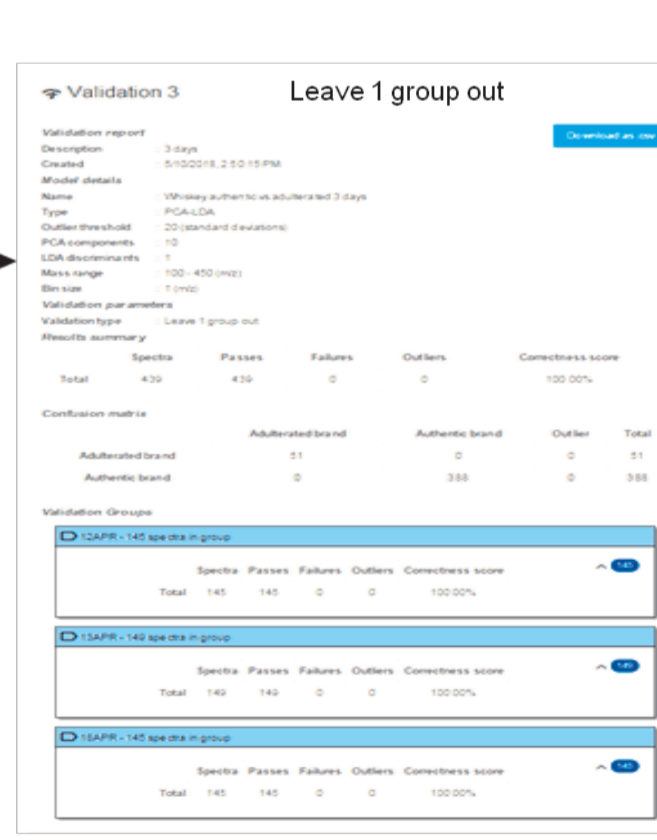 Validation 3
Leave 1 group out
Validation report
Download as .csv
Description : 3 days
Created : 5/10/2018, 2:50:15 PM
Model details
Name : Whiskey authentic vs adulterated 3 days
Type : PCA-LDA
Outlier threshold : 20 (standard deviations)
PCA components : 10
LDA discriminants : 1
Mass range : 100 - 450 (m/z)
Bin size : 1 (m/z)
Validation parameters
Validation type : Leave 1 group out
Results summary
Spectra Passes Failures Outliers Correctness score
Total 439 439 0 0 100.00%
Confusion matrix
Adulterated brand Authentic brand Outlier Total
Adulterated brand 51 0 0 51
Authentic brand 0 388 0 388
Validation Groups
12APR - 145 spectra in group
Spectra Passes Failures Outliers Correctness score
145
Total 145 145 0 0 100.00%
13APR - 149 spectra in group
Spectra Passes Failures Outliers Correctness score
149
Total 149 149 0 0 100.00%
- 145 spectra in group
Spectra Passes Failures Outliers Correctness score
145
Total 145 145 0 0 100.00%